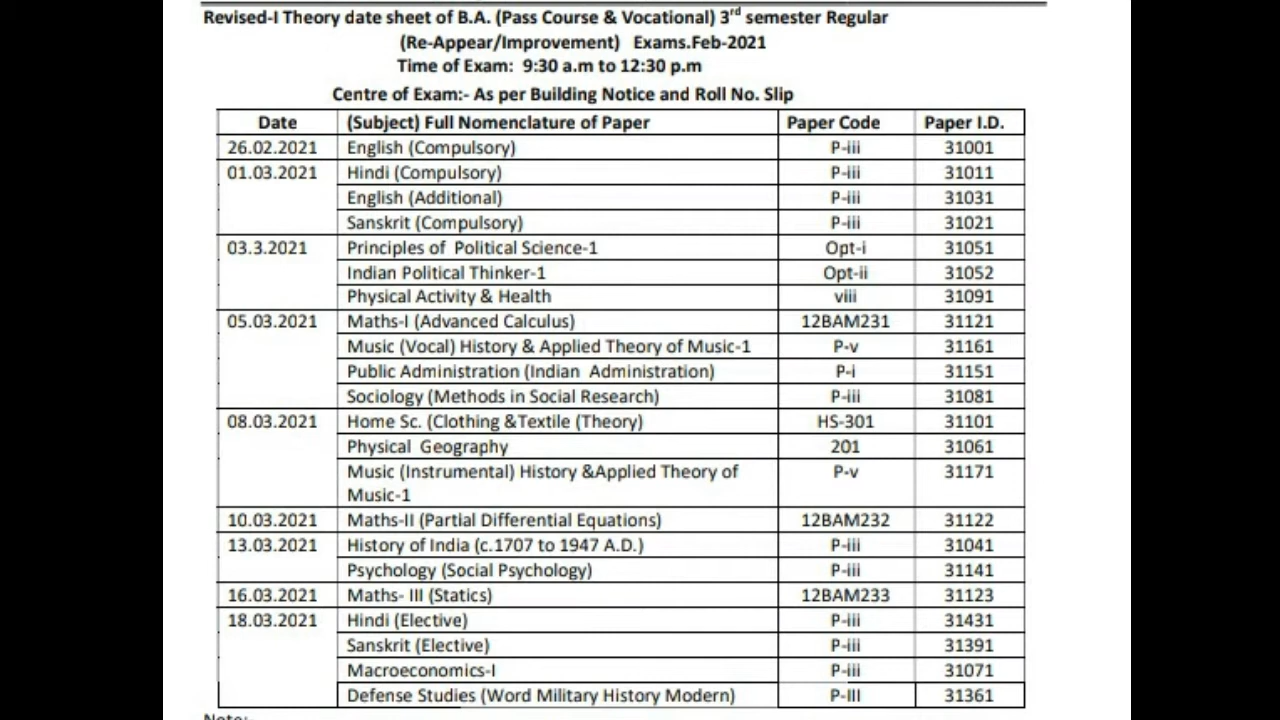 Revised-I Theory date sheet of B.A. (Pass Course & Vocational) 3rd semester Regular
(Re-Appear/Improvement) Exams.Feb-2021
Time of Exam: 9:30 a.m to 12:30 p.m
Centre of Exam:- As per Building Notice and Roll No. Slip
Date (Subject) Full Nomenclature of Paper Paper Code Paper I.D.
26.02.2021 English (Compulsory) P-iii 31001
01.03.2021 Hindi (Compulsory) P-iii 31011
English (Additional) P-iii 31031
Sanskrit (Compulsory) P-iii 31021
03.3.2021 Principles of Political Science-1 Opt-i 31051
Indian Political Thinker-1 Opt-ii 31052
Physical Activity & Health viii 31091
05.03.2021 Maths-I (Advanced Calculus) 12BAM231 31121
Music (Vocal) History & Applied Theory of Music-1 P-v 31161
Public Administration (Indian Administration) P-i 31151
Sociology (Methods in Social Research) P-iii 31081
08.03.2021 Home Sc. (Clothing &Textile (Theory) HS-301 31101
Physical Geography 201 31061
Music (Instrumental) History &Applied Theory of P-v 31171
Music-1
10.03.2021 Maths-II (Partial Differential Equations) 12BAM232 31122
13.03.2021 History of India (c.1707 to 1947 A.D.) P-iii 31041
Psychology (Social Psychology) P-iii 31141
16.03.2021 Maths- III (Statics) 12BAM233 31123
18.03.2021 Hindi (Elective) P-iii 31431
Sanskrit (Elective) P-iii 31391
Macroeconomics-I P-iii 31071
Defense Studies (Word Military History Modern) P-III 31361
Note:-